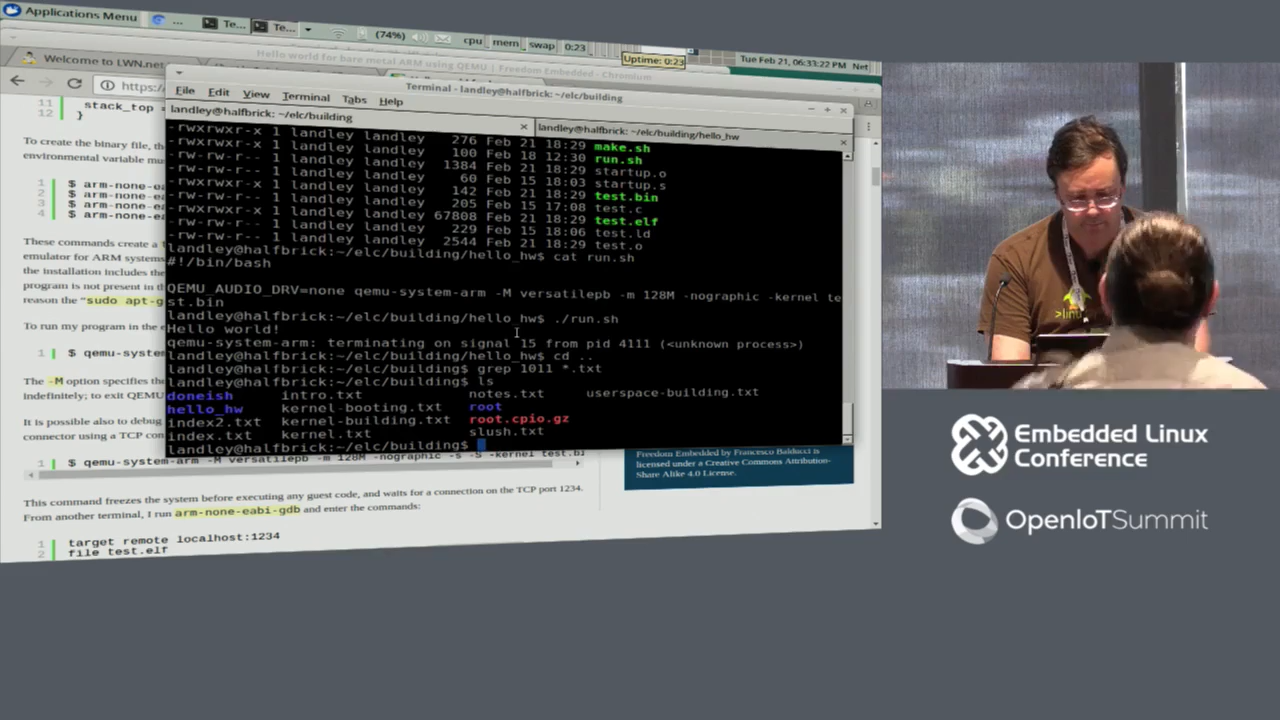 Applications Menu
...
Te...
Te...
(74%)
cpu
mem
swap
0:23
Uptime: 0:23
Tue Feb 21, 06:33:22 PM
Net
Welcome to LWN.net
Hello world for bare metal ARM using QEMU | Freedom Embedded - Chromium
https:/
11 stack_top =
12 }
To create the binary file, th
environmental variable mus
1 $ arm-none-ea
2 $ arm-none-ea
3 $ arm-none-ea
4 $ arm-none-ea
These commands create a
emulator for ARM systems
the installation includes the
program is not present in th
reason the "sudo apt-g
To run my program in the e
1 $ qemu-system-a
The -M option specifies the
indefinitely; to exit QEMU
It is possible also to debug
connector using a TCP con
1 $ qemu-system-arm -M versatilepb -m 128M -nographic -s -S -kernel test.bi
This command freezes the system before executing any guest code, and waits for a connection on the TCP port 1234.
From another terminal, I run arm-none-eabi-gdb and enter the commands:
1 target remote localhost:1234
2 file test.elf
Freedom Embedded by Francesco Balducci is
licensed under a Creative Commons Attribution-
Share Alike 4.0 License.
Terminal - landley@halfbrick: ~/elc/building
File Edit View Terminal Tabs Help
landley@halfbrick: ~/elc/building
landley@halfbrick: ~/elc/building/hello_hw
-rwxrwxr-x 1 landley landley 276 Feb 21 18:29 make.sh
-rwxrwxr-x 1 landley landley 100 Feb 18 12:30 run.sh
-rw-rw-r-- 1 landley landley 1384 Feb 21 18:29 startup.o
-rw-rw-r-- 1 landley landley 60 Feb 15 18:03 startup.s
-rwxrwxr-x 1 landley landley 142 Feb 21 18:29 test.bin
-rw-rw-r-- 1 landley landley 205 Feb 15 17:08 test.c
-rwxrwxr-x 1 landley landley 67808 Feb 21 18:29 test.elf
-rw-rw-r-- 1 landley landley 229 Feb 15 18:06 test.ld
-rw-rw-r-- 1 landley landley 2544 Feb 21 18:29 test.o
landley@halfbrick:~/elc/building/hello_hw$ cat run.sh
#!/bin/bash
QEMU_AUDIO_DRV=none qemu-system-arm -M versatilepb -m 128M -nographic -kernel te
st.bin
landley@halfbrick:~/elc/building/hello_hw$ ./run.sh
Hello world!
qemu-system-arm: terminating on signal 15 from pid 4111 (<unknown process>)
landley@halfbrick:~/elc/building/hello_hw$ cd ..
landley@halfbrick:~/elc/building$ grep 1011 *.txt
landley@halfbrick:~/elc/building$ ls
doneish intro.txt notes.txt userspace-building.txt
hello_hw kernel-booting.txt root
index2.txt kernel-building.txt root.cpio.gz
index.txt kernel.txt slush.txt
landley@halfbrick:~/elc/building$
>linu
Embedded Linux
Conference
OpenIoTSummit